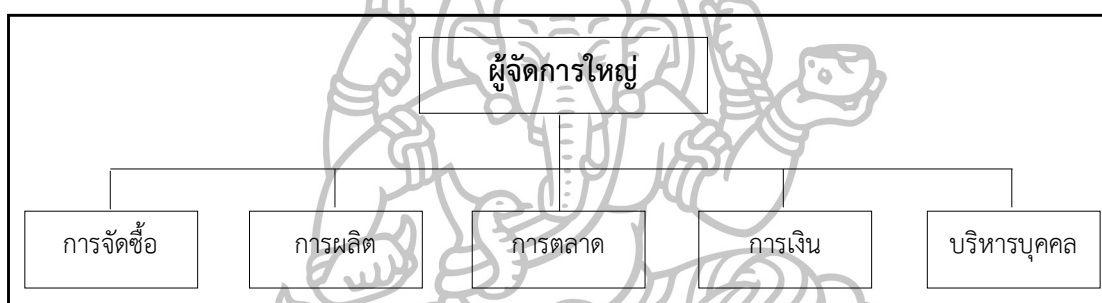 ผู้จัดการใหญ่
การจัดซื้อ
การผลิต
การตลาด
การเงิน
บริหารบุคคล